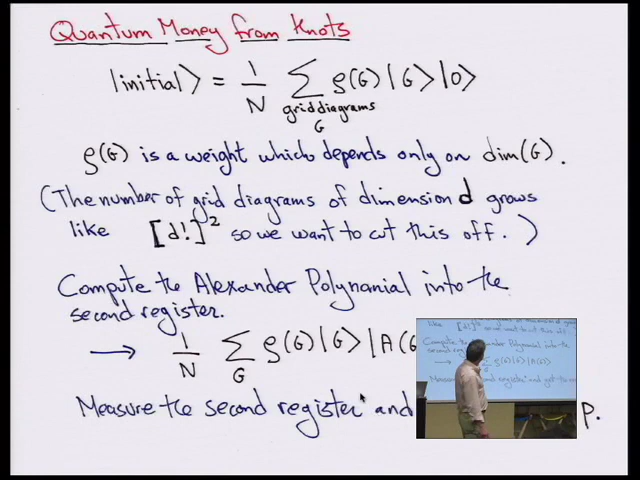 Quantum Money from Knots
|initial⟩ = 1/N ∑ ρ(G) |G⟩ |0⟩
grid diagrams
G
ρ(G) is a weight which depends only on dim(G).
(The number of grid diagrams of dimension d grows
like [d!]² so we want to cut this off.)
Compute the Alexander Polynamial into the
second register.
→ 1/N ∑ ρ(G) |G⟩ |A(G
G
Measure the second register and p.